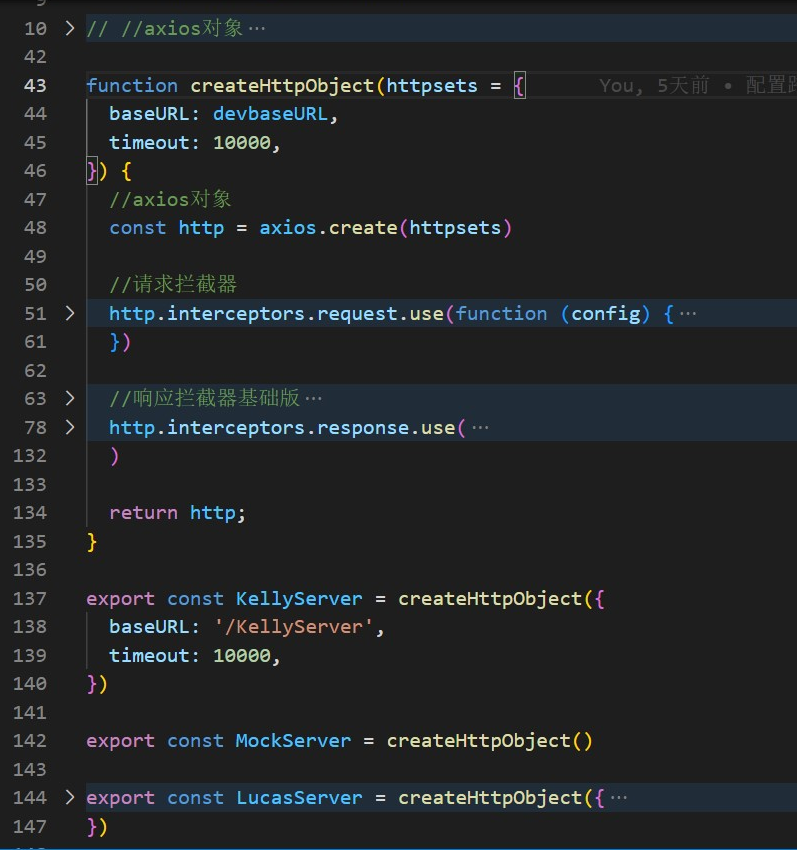 10 > // //axios对象…
42
43 function createHttpObject(httpsets = { You, 5天前 • 配置
44 baseURL: devbaseURL,
45 timeout: 10000,
46 }) {
47 //axios对象
48 const http = axios.create(httpsets)
49
50 //请求拦截器
51 > http.interceptors.request.use(function (config) {…
61 })
62
63 > //响应拦截器基础版…
78 > http.interceptors.response.use(…
132 )
133
134 return http;
135 }
136
137 export const KellyServer = createHttpObject({
138 baseURL: '/KellyServer',
139 timeout: 10000,
140 })
141
142 export const MockServer = createHttpObject()
143
144 > export const LucasServer = createHttpObject({…
147 })